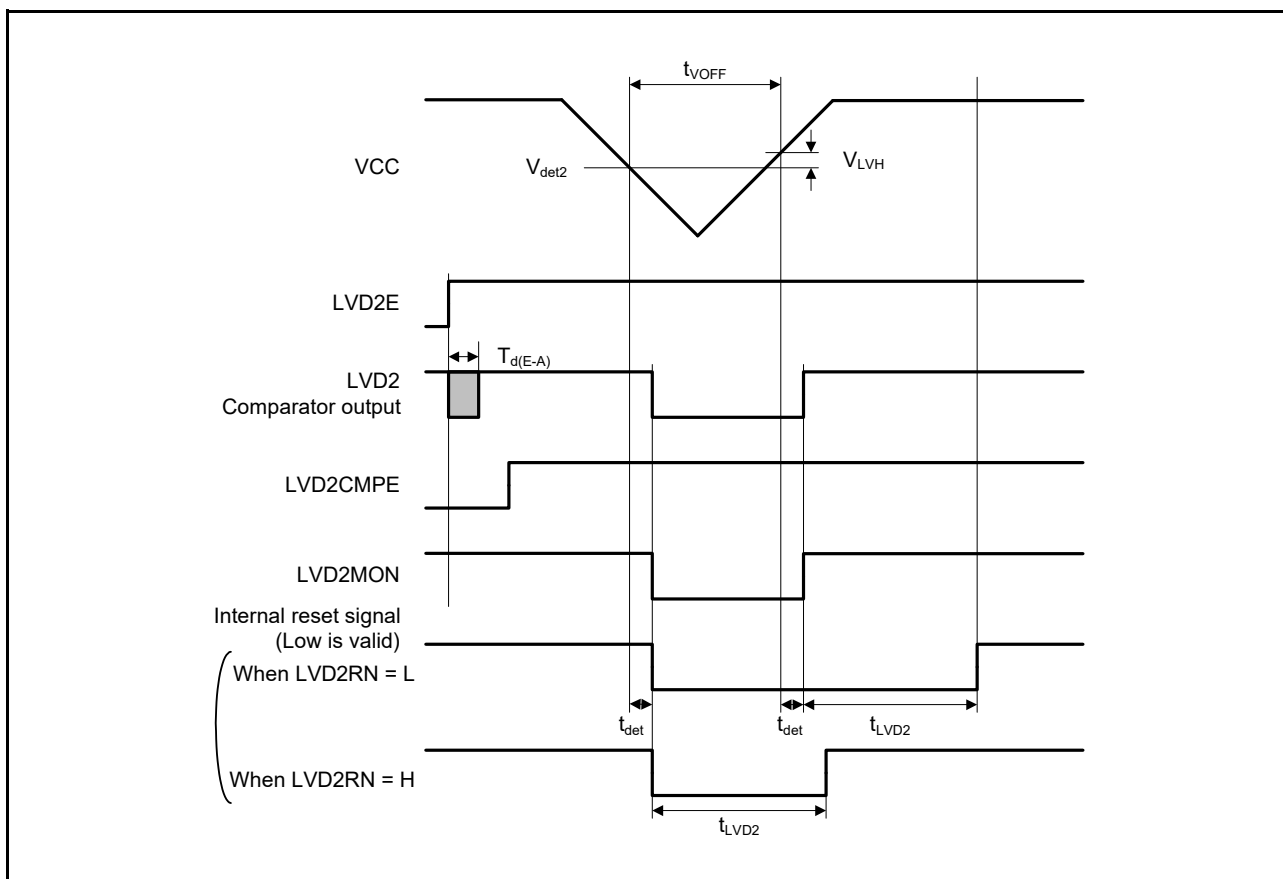 tVOFF
VCC
Vdet2
VLVH
LVD2E
Td(E-A)
LVD2
Comparator output
LVD2CMPE
LVD2MON
Internal reset signal
(Low is valid)
When LVD2RN = L
tdet
tdet
tLVD2
When LVD2RN = H
tLVD2